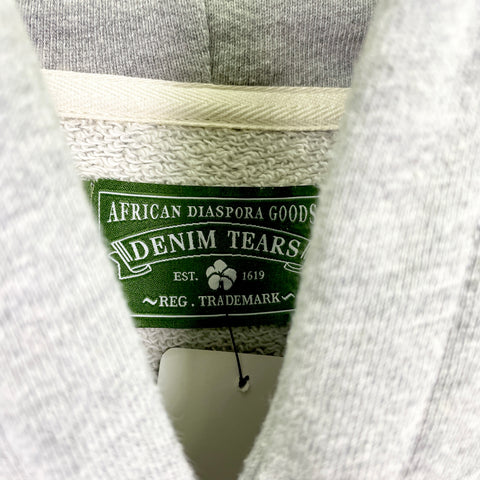 AFRICAN DIASPORA GOODS
DENIM TEARS
EST. 1619
~REG. TRADEMARK~